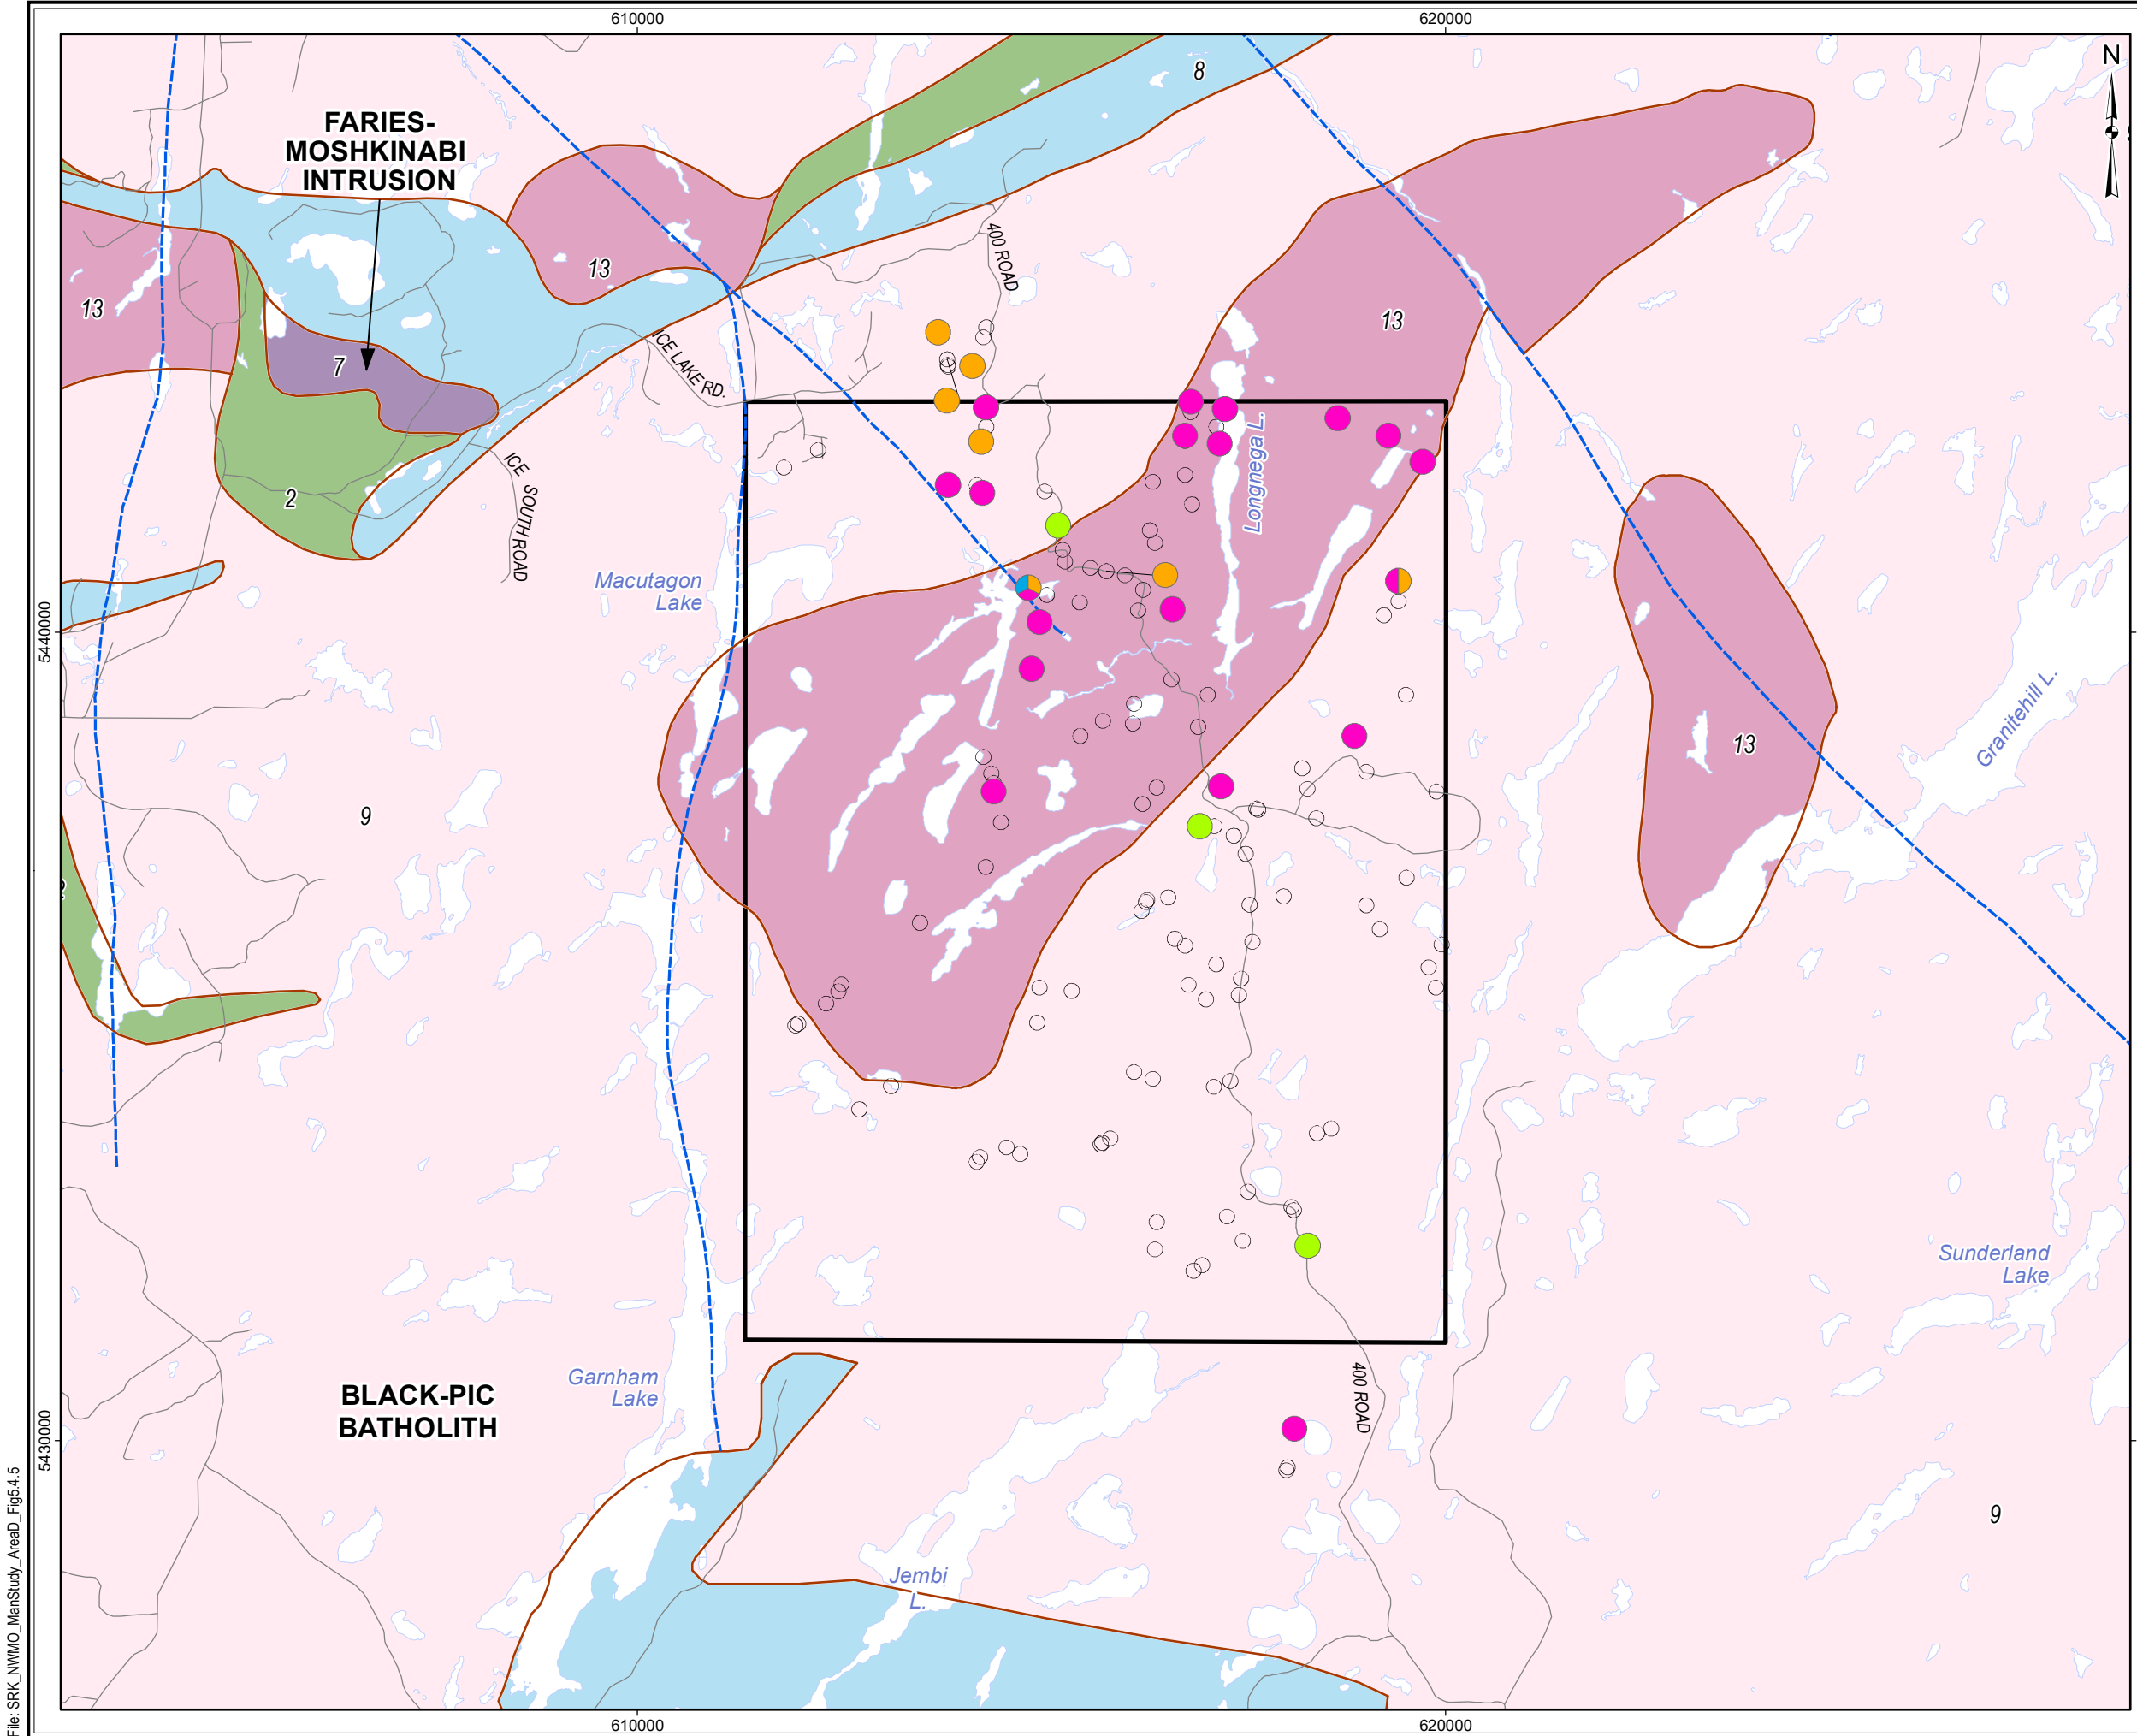 610000
620000
8
N
FARIES-
MOSHKINABI
INTRUSION
400 ROAD
13
13
13
7
ICE LAKE RD.
Longnega L.
ICE SOUTH ROAD
2
Macutagon
Lake
5440000
Granitehill L.
13
9
Sunderland
Lake
Garnham
Lake
BLACK-PIC
BATHOLITH
400 ROAD
5430000
9
Jembi
L.
File: SRK_NWMO_ManStudy_AreaD_Fig5.4.5
610000
620000